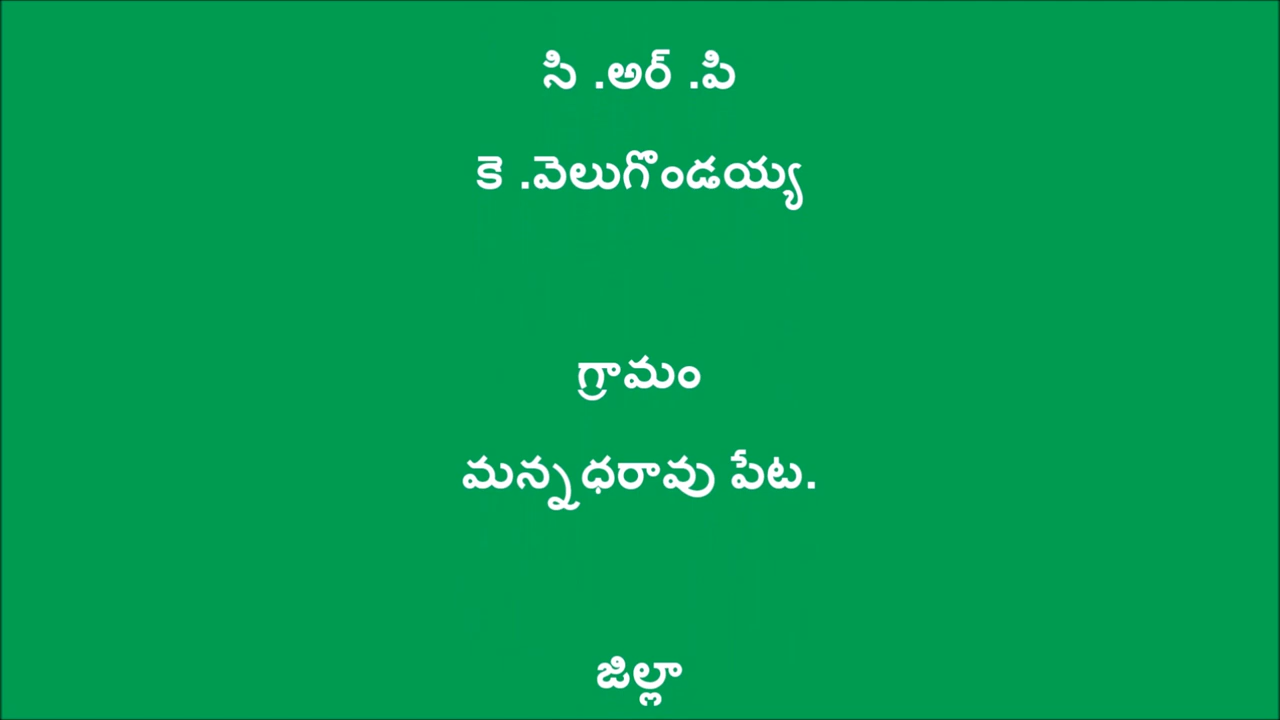 సి .అర్ .పి
కె .వెలుగొండయ్య
గ్రామం
మన్నధరావు పేట.
జిల్లా